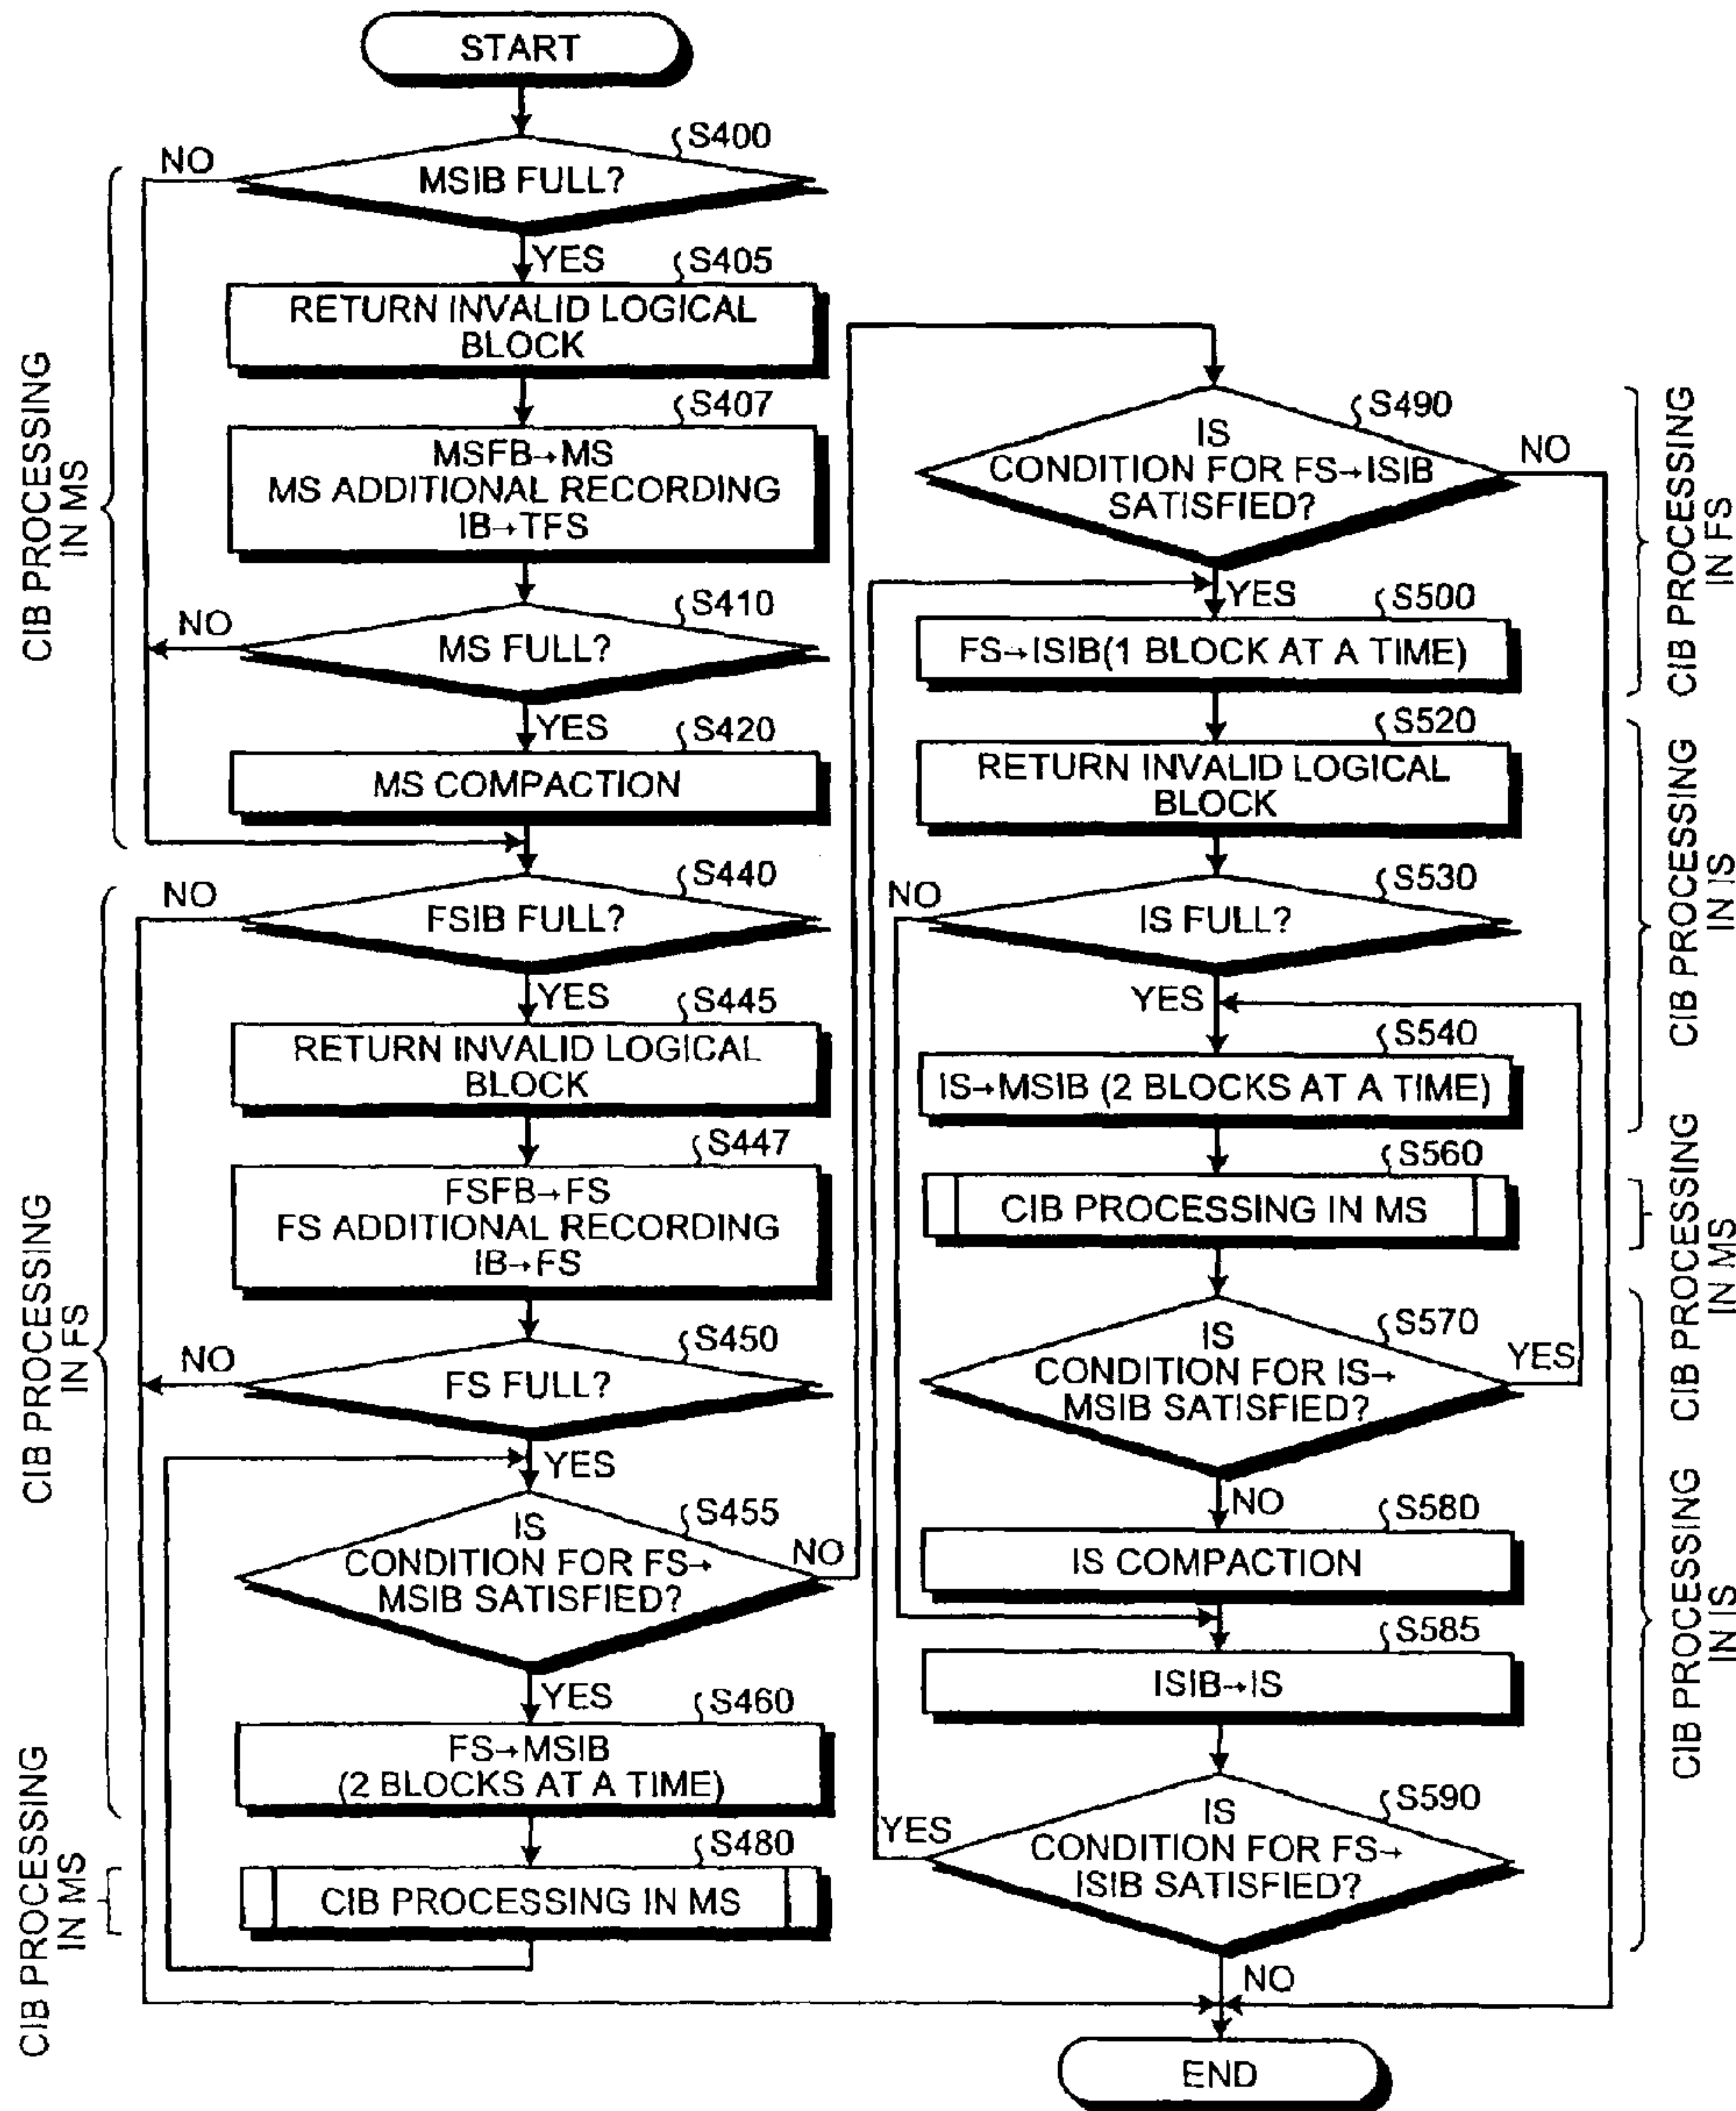 START
S400
NO
MSIB FULL?
YES
S405
RETURN INVALID LOGICAL
BLOCK
S407
MSFB→MS
MS ADDITIONAL RECORDING
IB→TFS
S410
NO
MS FULL?
YES
S420
MS COMPACTION
CIB PROCESSING
IN MS
S440
NO
FSIB FULL?
YES
S445
RETURN INVALID LOGICAL
BLOCK
S447
FSFB→FS
FS ADDITIONAL RECORDING
IB→FS
S450
NO
FS FULL?
YES
S455
IS
CONDITION FOR FS→
MSIB SATISFIED?
NO
YES
S460
FS→MSIB
(2 BLOCKS AT A TIME)
CIB PROCESSING
IN FS
S480
CIB PROCESSING IN MS
CIB PROCESSING
IN MS
S490
IS
CONDITION FOR FS→ISIB
SATISFIED?
NO
YES
S500
FS→ISIB(1 BLOCK AT A TIME)
CIB PROCESSING
IN FS
S520
RETURN INVALID LOGICAL
BLOCK
S530
NO
IS FULL?
YES
S540
IS→MSIB (2 BLOCKS AT A TIME)
CIB PROCESSING
IN IS
S560
CIB PROCESSING IN MS
CIB PROCESSING
IN MS
S570
IS
CONDITION FOR IS→
MSIB SATISFIED?
YES
NO
S580
IS COMPACTION
S585
ISIB→IS
S590
YES
IS
CONDITION FOR FS→
ISIB SATISFIED?
NO
CIB PROCESSING
IN IS
END